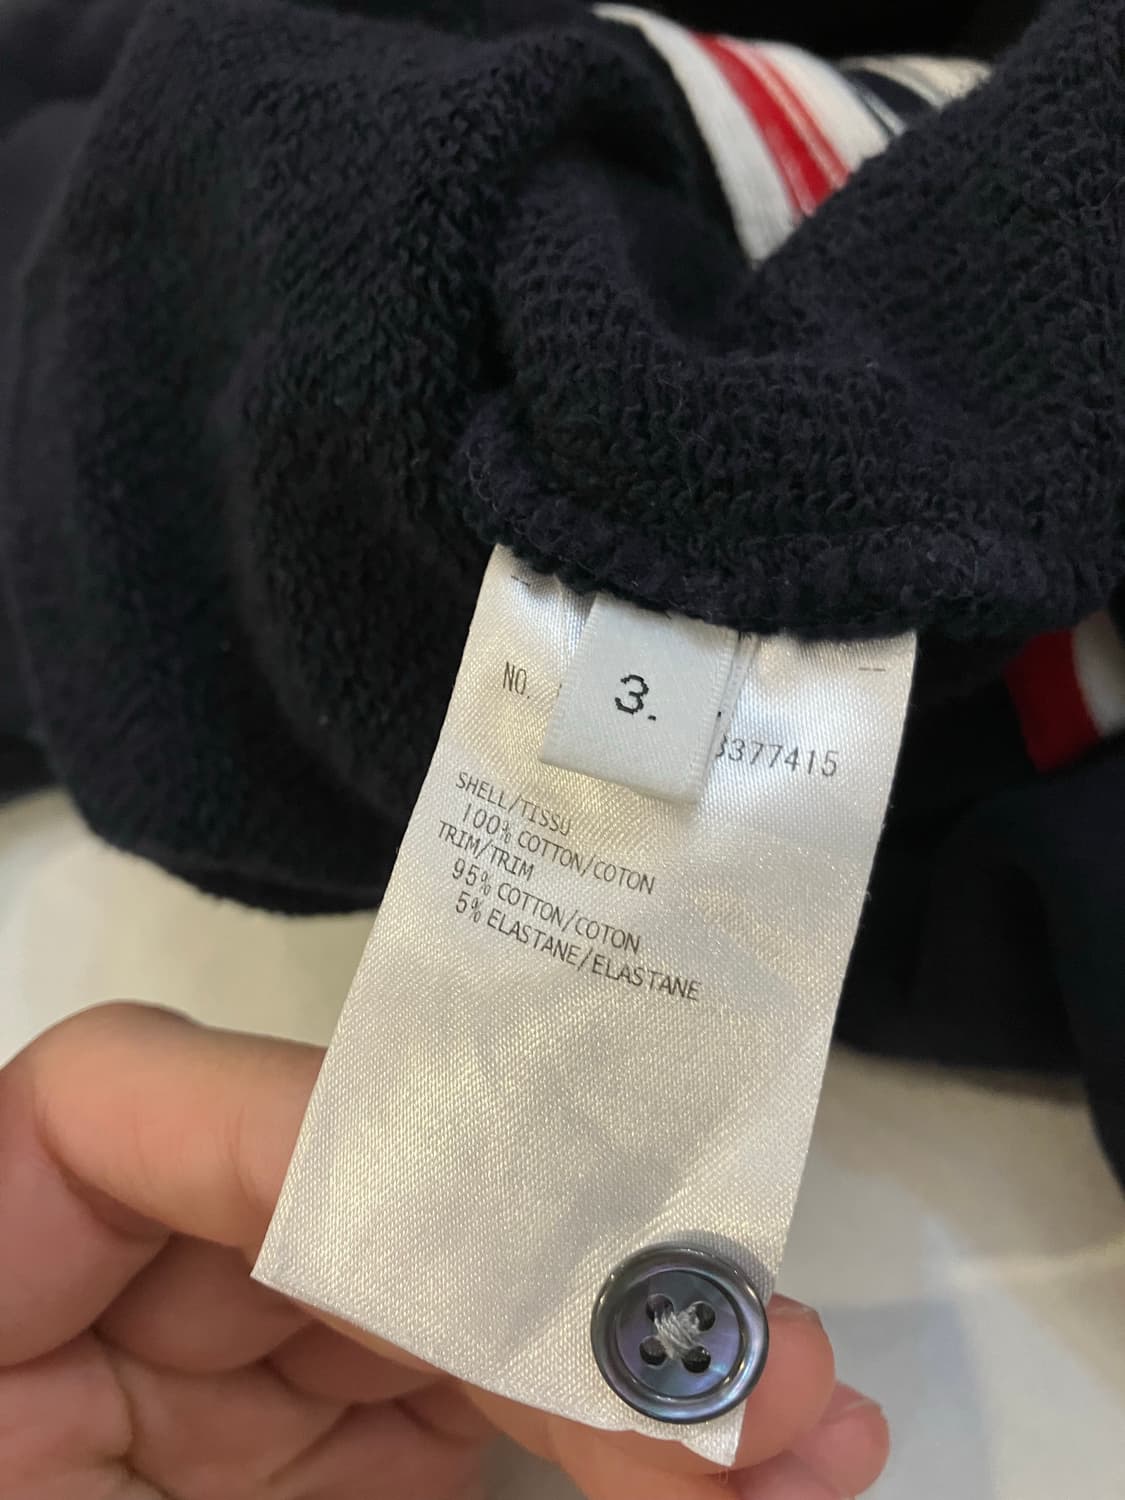 NO.
3.
3377415
SHELL/TISSU
100% COTTON/COTON
TRIM/TRIM
95% COTTON/COTON
5% ELASTANE/ELASTANE